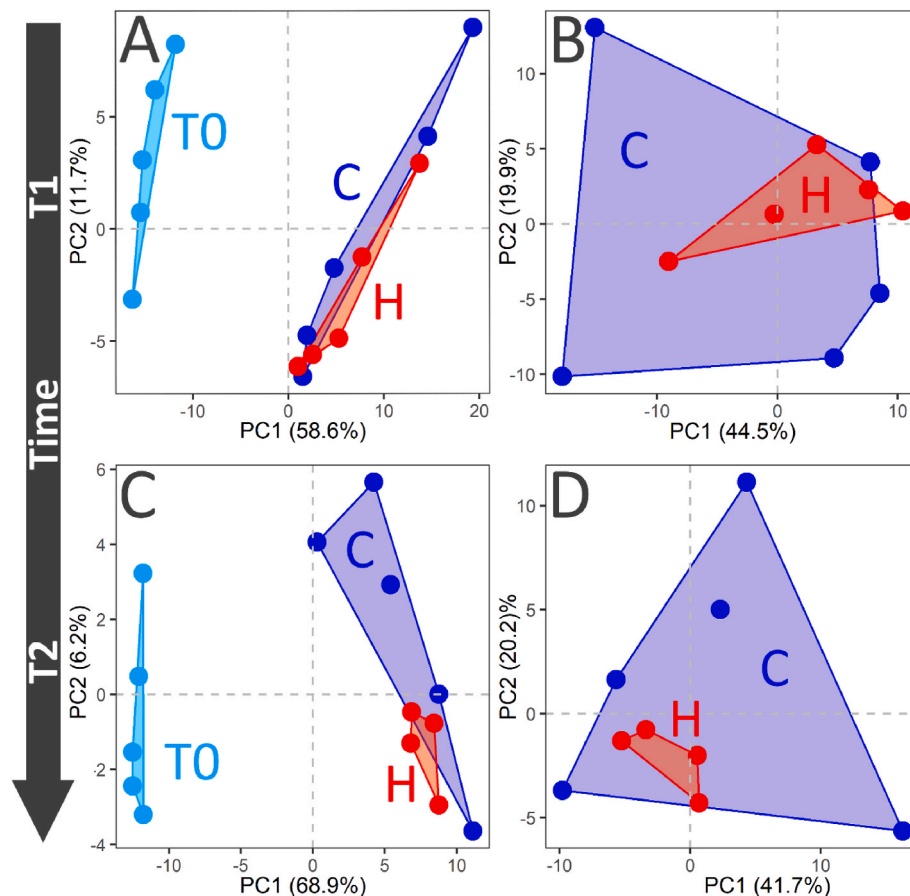 T1
Time
T2
A
T0
C
H
5
0
-5
-10
0
10
20
PC2 (11.7%)
PC1 (58.6%)
B
C
H
10
5
0
-5
-10
-10
0
10
PC2 (19.9%)
PC1 (44.5%)
C
C
T0
H
6
4
2
0
-2
-4
-10
-5
0
5
10
PC2 (6.2%)
PC1 (68.9%)
D
C
H
10
5
0
-5
-10
0
10
PC2 (20.2)%
PC1 (41.7%)